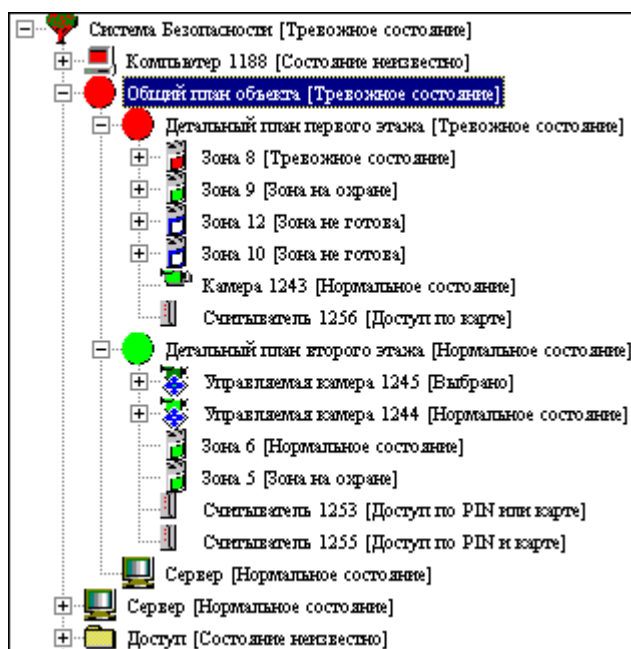 Система Безопасности [Тревожное состояние]
Компьютер 1188 [Состояние неизвестно]
Общий план объекта [Тревожное состояние]
Детальный план первого этажа [Тревожное состояние]
Зона 8 [Тревожное состояние]
Зона 9 [Зона на охране]
Зона 12 [Зона не готова]
Зона 10 [Зона не готова]
Камера 1243 [Нормальное состояние]
Считыватель 1256 [Доступ по карте]
Детальный план второго этажа [Нормальное состояние]
Управляемая камера 1245 [Выбрано]
Управляемая камера 1244 [Нормальное состояние]
Зона 6 [Нормальное состояние]
Зона 5 [Зона на охране]
Считыватель 1253 [Доступ по PIN или карте]
Считыватель 1255 [Доступ по PIN и карте]
Сервер [Нормальное состояние]
Сервер [Нормальное состояние]
Доступ [Состояние неизвестно]